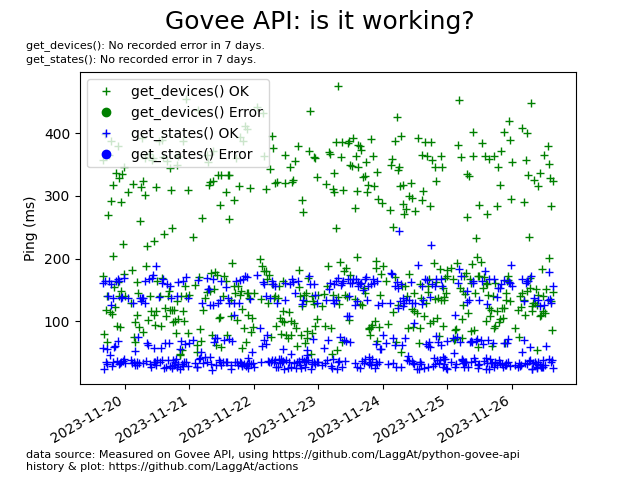 Govee API: is it working?
get_devices(): No recorded error in 7 days.
get_states(): No recorded error in 7 days.
get_devices() OK
get_devices() Error
get_states() OK
get_states() Error
Ping (ms)
400
300
200
100
2023-11-20
2023-11-21
2023-11-22
2023-11-23
2023-11-24
2023-11-25
2023-11-26
data source: Measured on Govee API, using https://github.com/LaggAt/python-govee-api
history & plot: https://github.com/LaggAt/actions